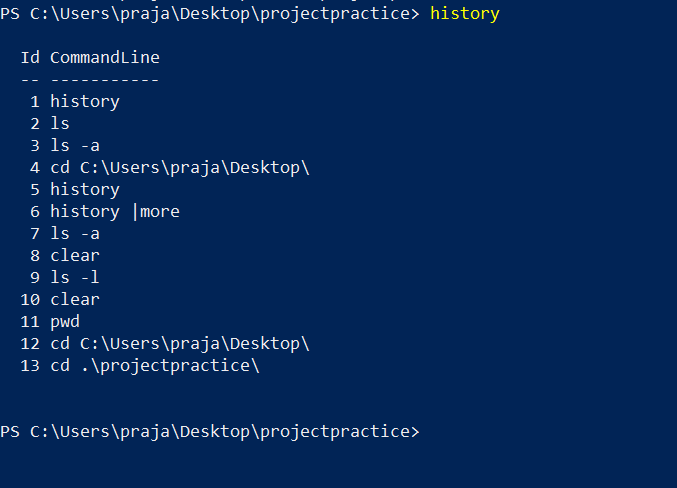 PS C:\Users\praja\Desktop\projectpractice> history
Id CommandLine
-- -----------
1 history
2 ls
3 ls -a
4 cd C:\Users\praja\Desktop\
5 history
6 history |more
7 ls -a
8 clear
9 ls -l
10 clear
11 pwd
12 cd C:\Users\praja\Desktop\
13 cd .\projectpractice\
PS C:\Users\praja\Desktop\projectpractice>